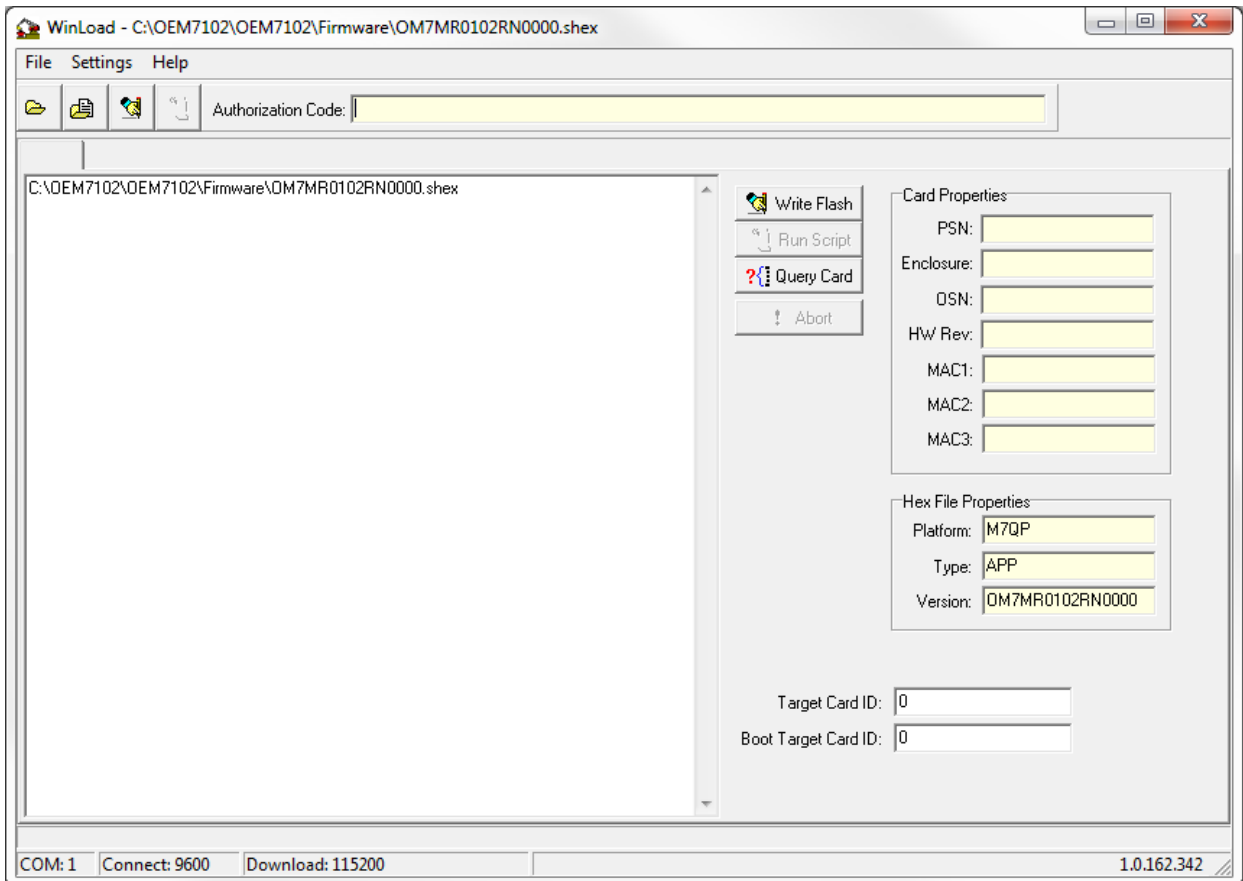 WinLoad - C:\OEM7102\OEM7102\Firmware\OM7MR0102RN0000.shex
File Settings Help
Authorization Code:
C:\OEM7102\OEM7102\Firmware\OM7MR0102RN0000.shex
Write Flash
Run Script
Query Card
Abort
Card Properties
PSN:
Enclosure:
OSN:
HW Rev:
MAC1:
MAC2:
MAC3:
Hex File Properties
Platform: M7QP
Type: APP
Version: OM7MR0102RN0000
Target Card ID: 0
Boot Target Card ID: 0
COM: 1 Connect: 9600 Download: 115200 1.0.162.342